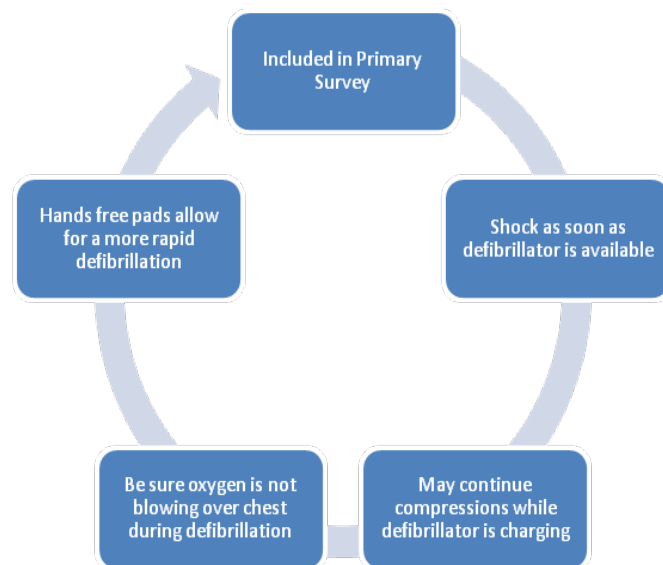 Included in Primary
Survey
Shock as soon as
defibrillator is available
May continue
compressions while
defibrillator is charging
Be sure oxygen is not
blowing over chest
during defibrillation
Hands free pads allow
for a more rapid
defibrillation